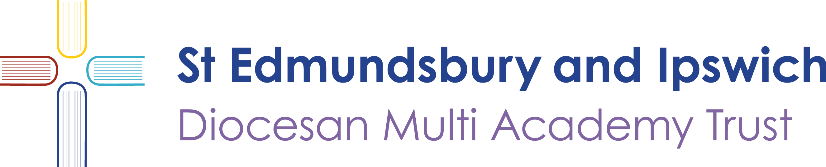 St Edmundsbury and Ipswich
Diocesan Multi Academy Trust